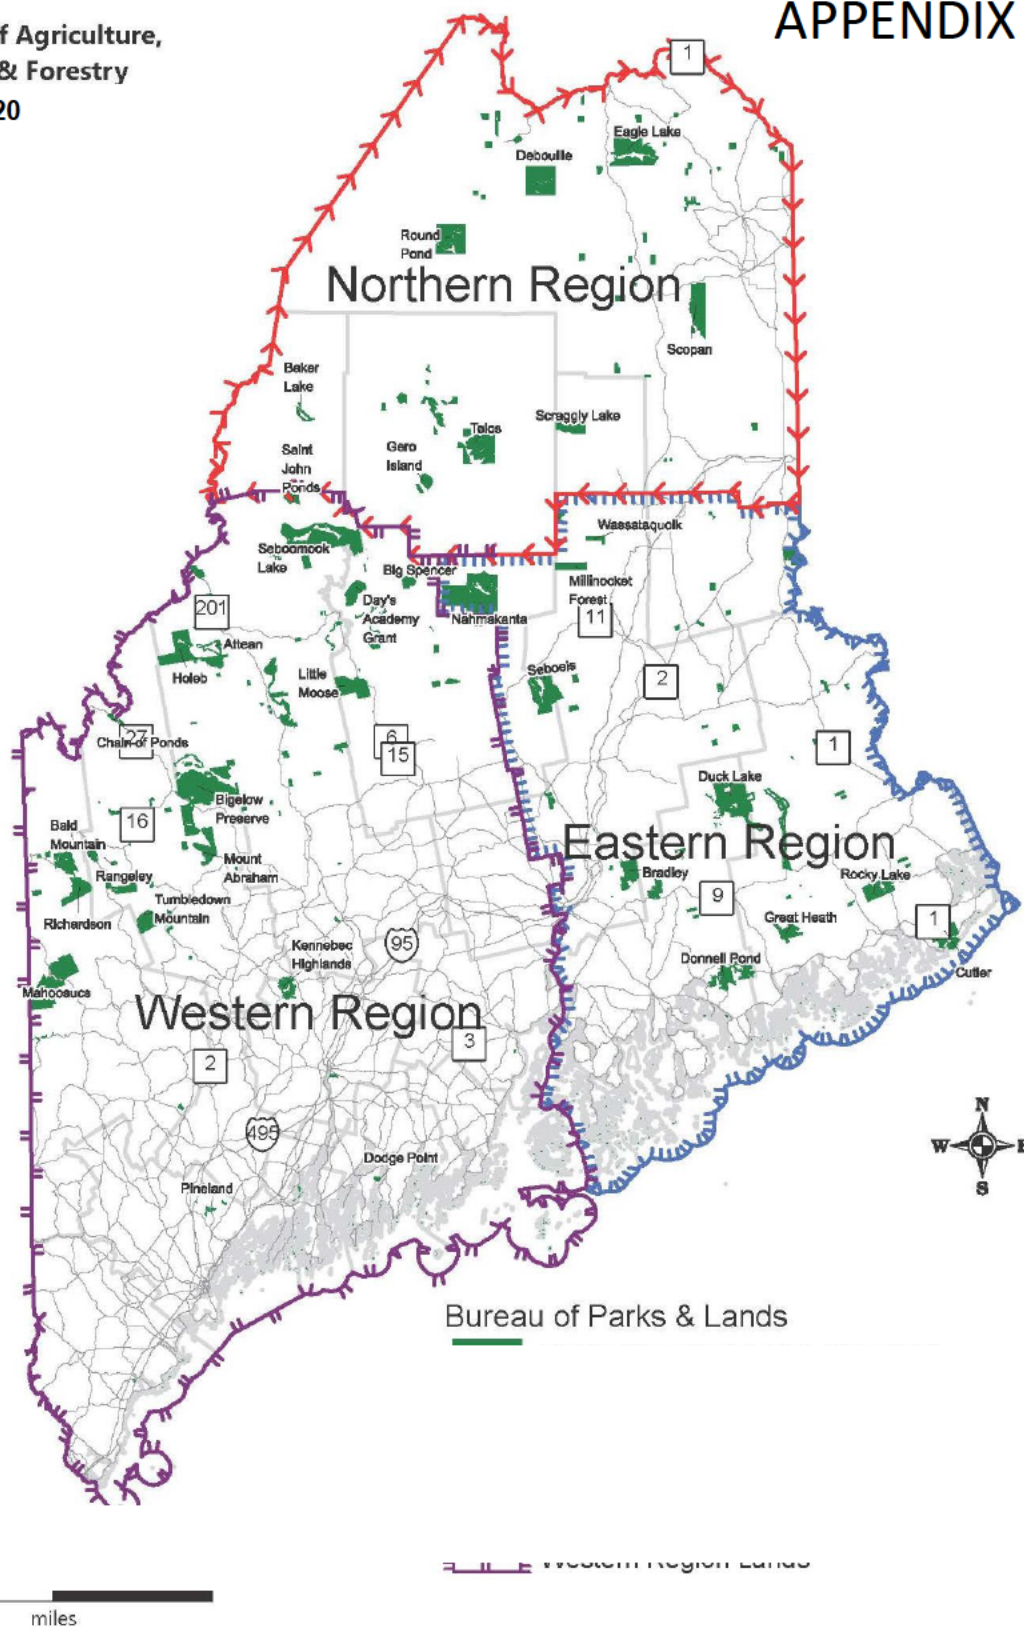 APPENDIX
f Agriculture,
& Forestry
20
1
Eagle Lake
Deboullie
Round
Pond
Northern Region
Scopan
Baker
Lake
Scraggly Lake
Telos
Gero
Island
Saint
John
Ponds
Wassataquoik
Seboomook
Lake
Big Spencer
Millinocket
Forest
Day's
Academy
Grant
Nahmakanta
201
11
Attean
Holeb
Little
Moose
Seboeis
2
27
Chain of Ponds
6
15
1
Duck Lake
Bigelow
Preserve
16
Bald
Mountain
Eastern Region
Mount
Abraham
Rangeley
Bradley
Rocky Lake
Tumbledown
Mountain
9
Richardson
Great Heath
1
Kennebec
Highlands
95
Donnell Pond
Cutler
Mahoosucs
Western Region
3
2
495
N
W
E
S
Dodge Point
Pineland
Bureau of Parks & Lands
Western Region Lands
miles